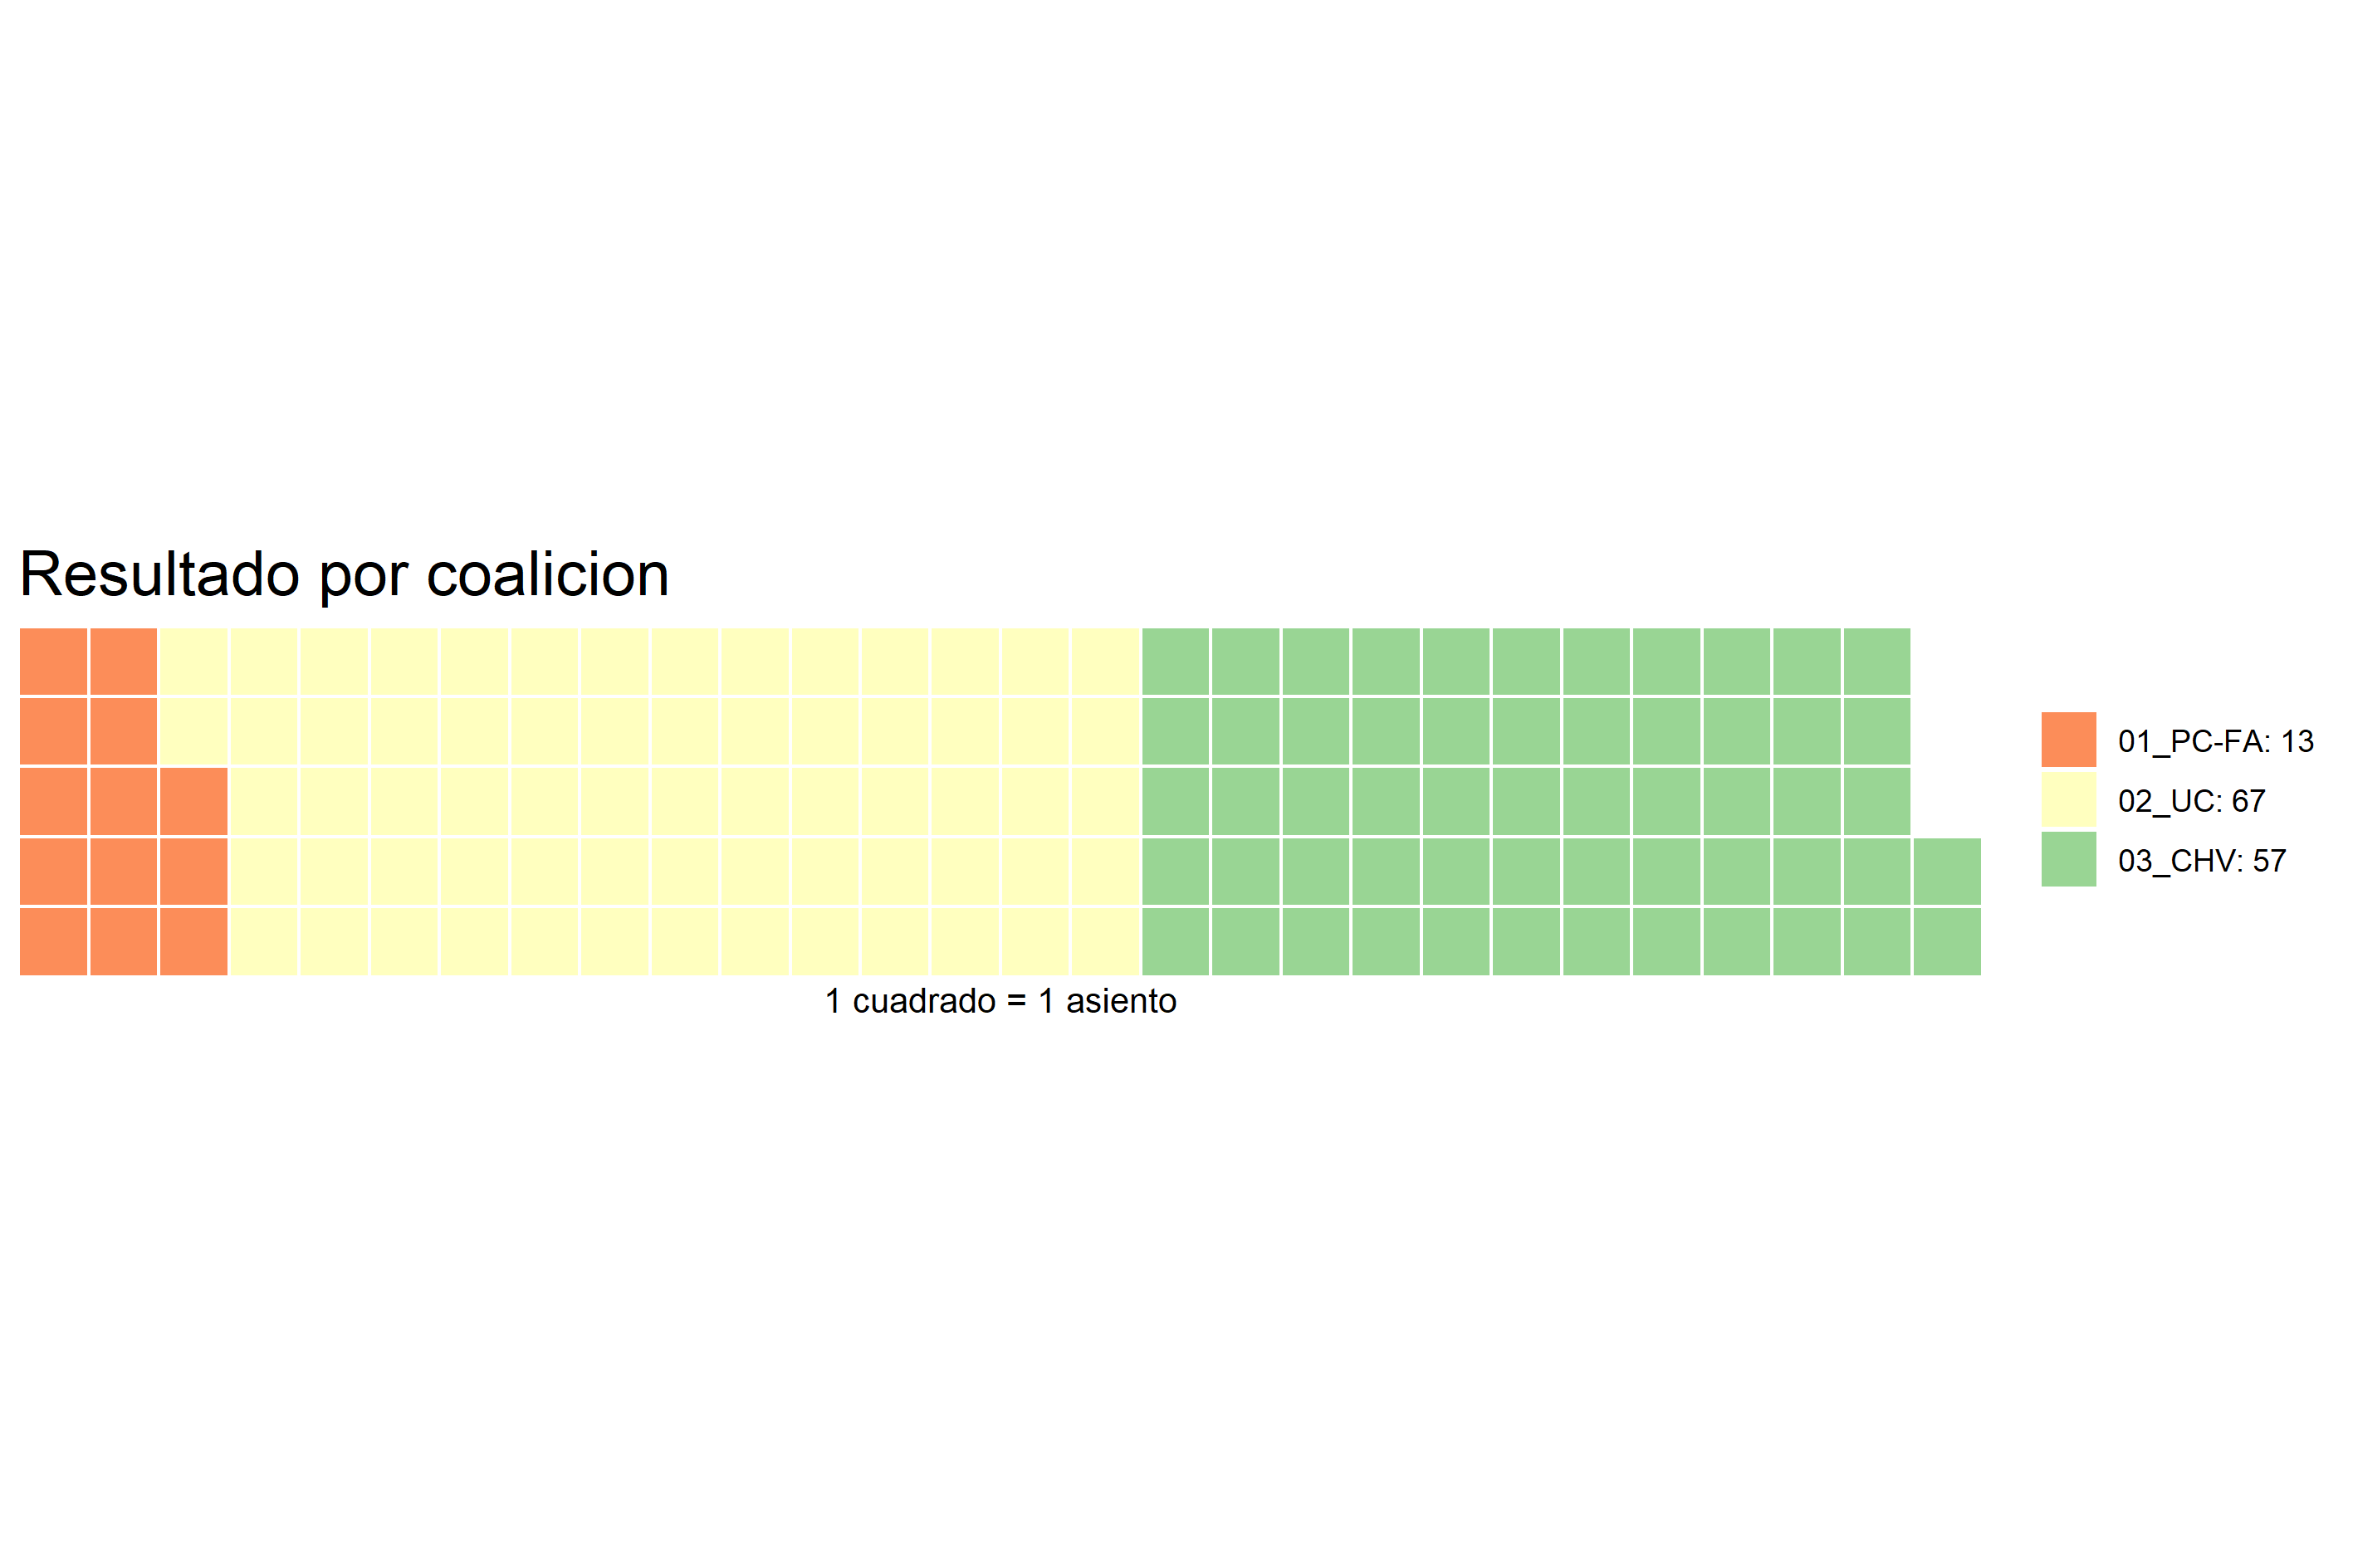 Resultado por coalicion
01_PC-FA: 13
02_UC: 67
03_CHV: 57
1 cuadrado = 1 asiento